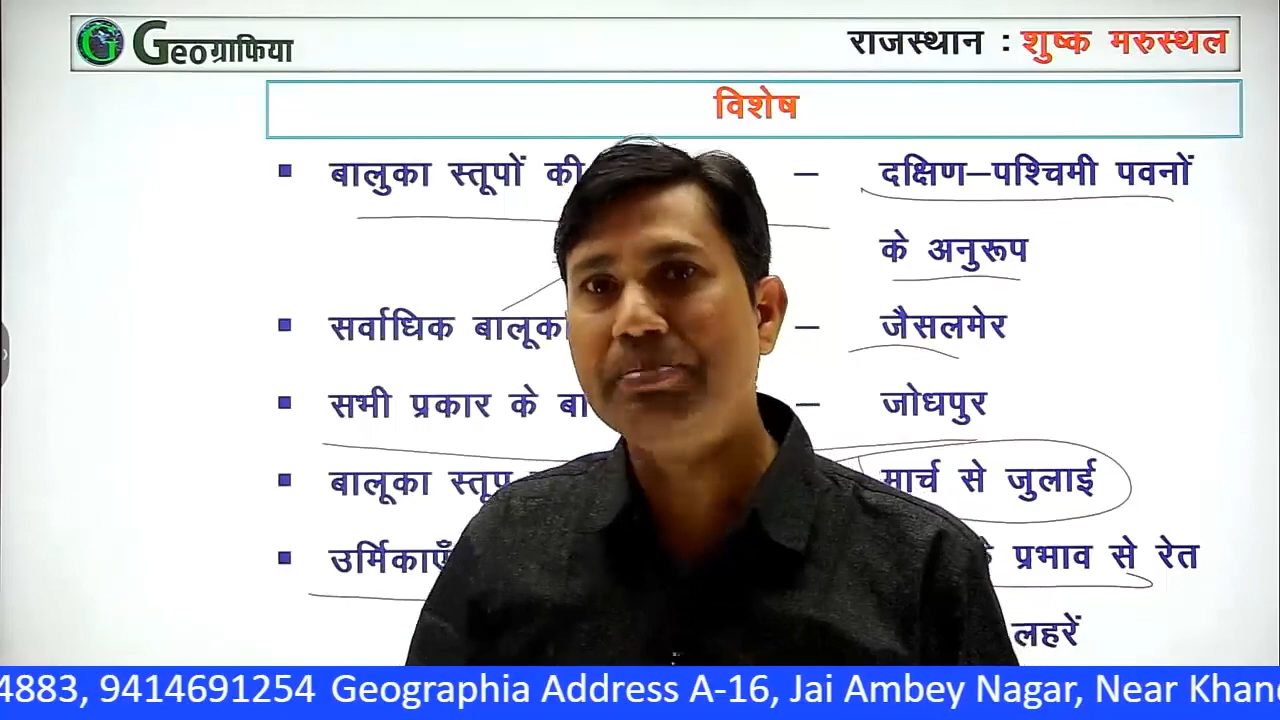 Geoग्राफिया
राजस्थान : शुष्क मरुस्थल
विशेष
▪ बालुका स्तूपों की – दक्षिण–पश्चिमी पवनों
के अनुरूप
▪ सर्वाधिक बालूका – जैसलमेर
▪ सभी प्रकार के बा – जोधपुर
▪ बालूका स्तूप मार्च से जुलाई
▪ उर्मिकाएँ प्रभाव से रेत
लहरें
4883, 9414691254 Geographia Address A-16, Jai Ambey Nagar, Near Khan